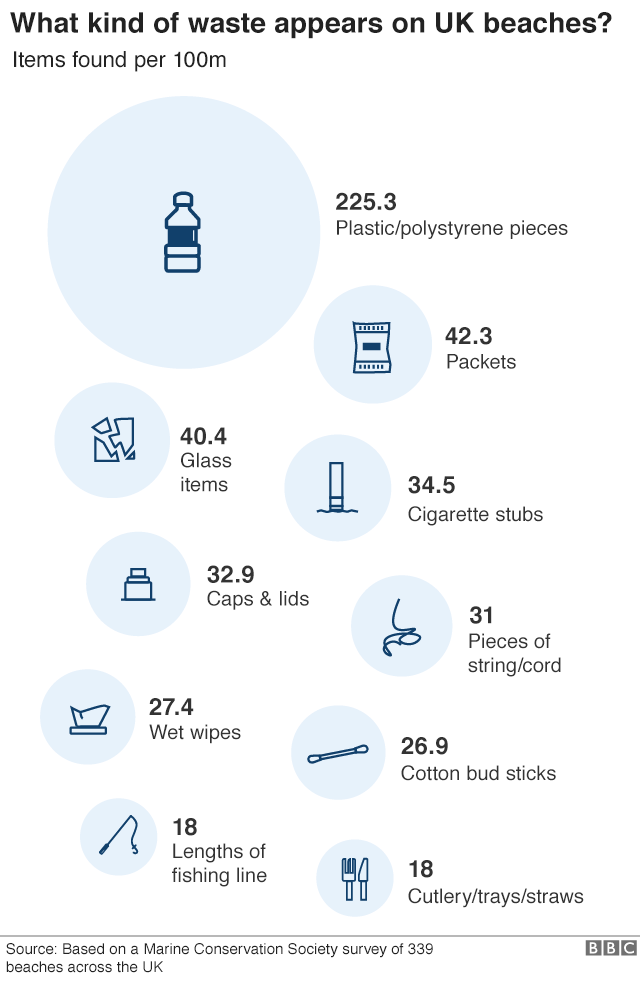 What kind of waste appears on UK beaches?
Items found per 100m
225.3
Plastic/polystyrene pieces
42.3
Packets
40.4
Glass
items
34.5
Cigarette stubs
32.9
Caps & lids
31
Pieces of
string/cord
27.4
Wet wipes
26.9
Cotton bud sticks
18
Lengths of
fishing line
18
Cutlery/trays/straws
Source: Based on a Marine Conservation Society survey of 339
beaches across the UK
BBC